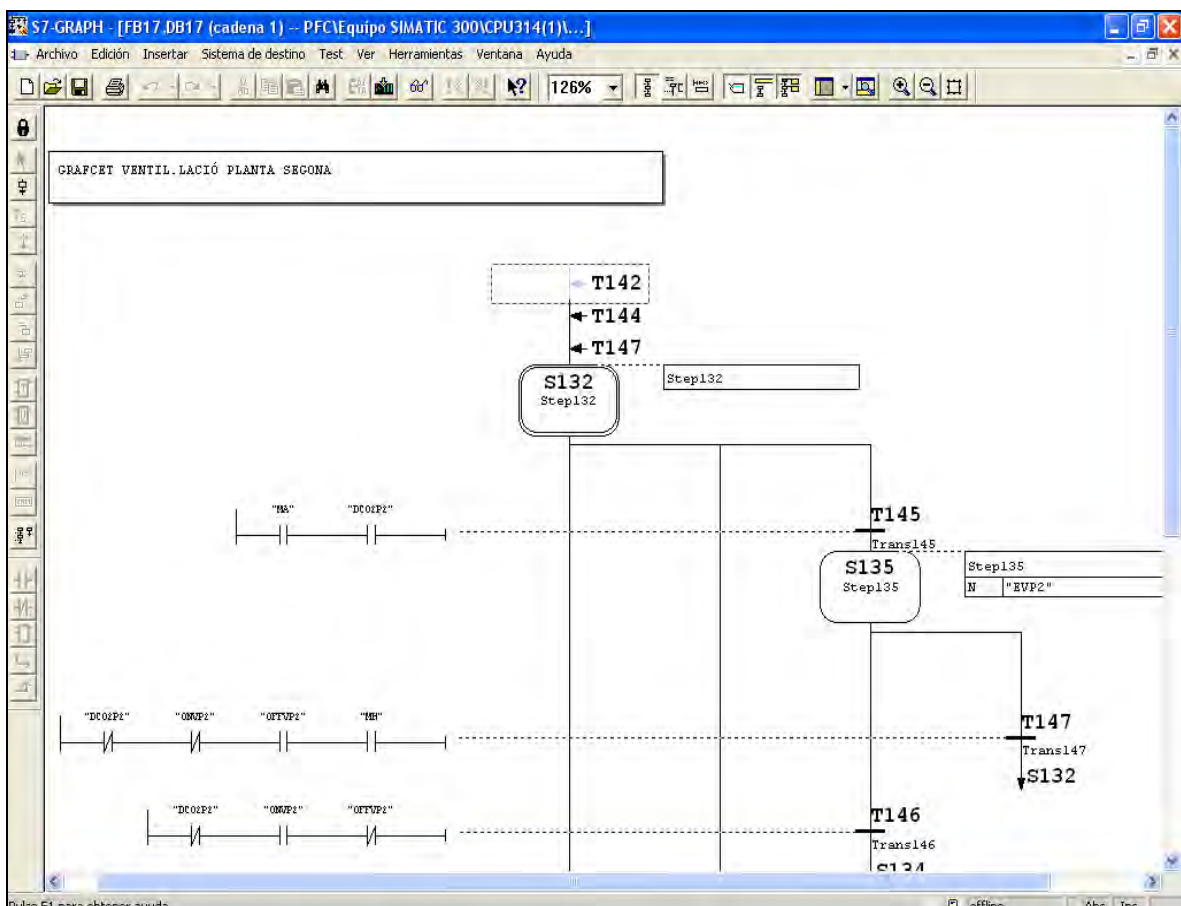 S7-GRAPH - [FB17,DB17 (cadena 1) -- PFC\Equipo SIMATIC 300\CPU314(1)\...]
Archivo Edición Insertar Sistema de destino Test Ver Herramientas Ventana Ayuda
126%
GRAFCET VENTIL.LACIÓ PLANTA SEGONA
T142
T144
T147
S132
Step132
Step132
"MA" "DCO2P2"
T145
Trans145
S135
Step135
Step135
N "EVP2"
"DCO2P2" "ONVP2" "OFFVP2" "MH"
T147
Trans147
S132
"DCO2P2" "ONVP2" "OFFVP2"
T146
Trans146
S134
Pulse F1 para obtener ayuda.
offline Abs Ins